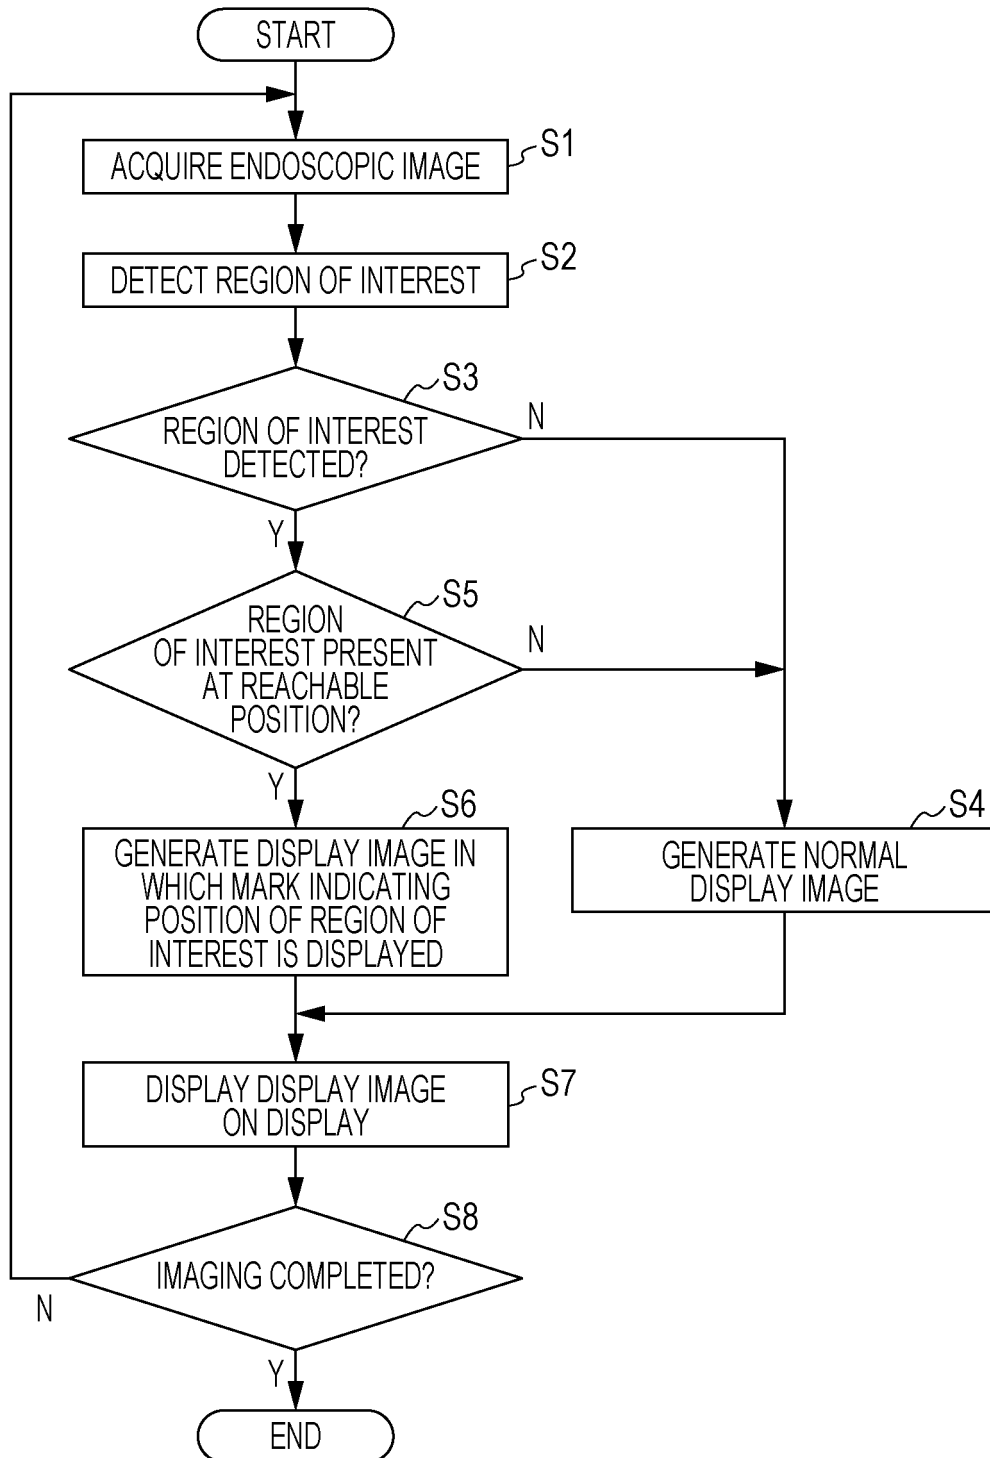 START
ACQUIRE ENDOSCOPIC IMAGE
S1
DETECT REGION OF INTEREST
S2
S3
REGION OF INTEREST
DETECTED?
N
Y
S5
REGION
OF INTEREST PRESENT
AT REACHABLE
POSITION?
N
Y
S6
GENERATE DISPLAY IMAGE IN
WHICH MARK INDICATING
POSITION OF REGION OF
INTEREST IS DISPLAYED
S4
GENERATE NORMAL
DISPLAY IMAGE
DISPLAY DISPLAY IMAGE
ON DISPLAY
S7
S8
IMAGING COMPLETED?
N
Y
END